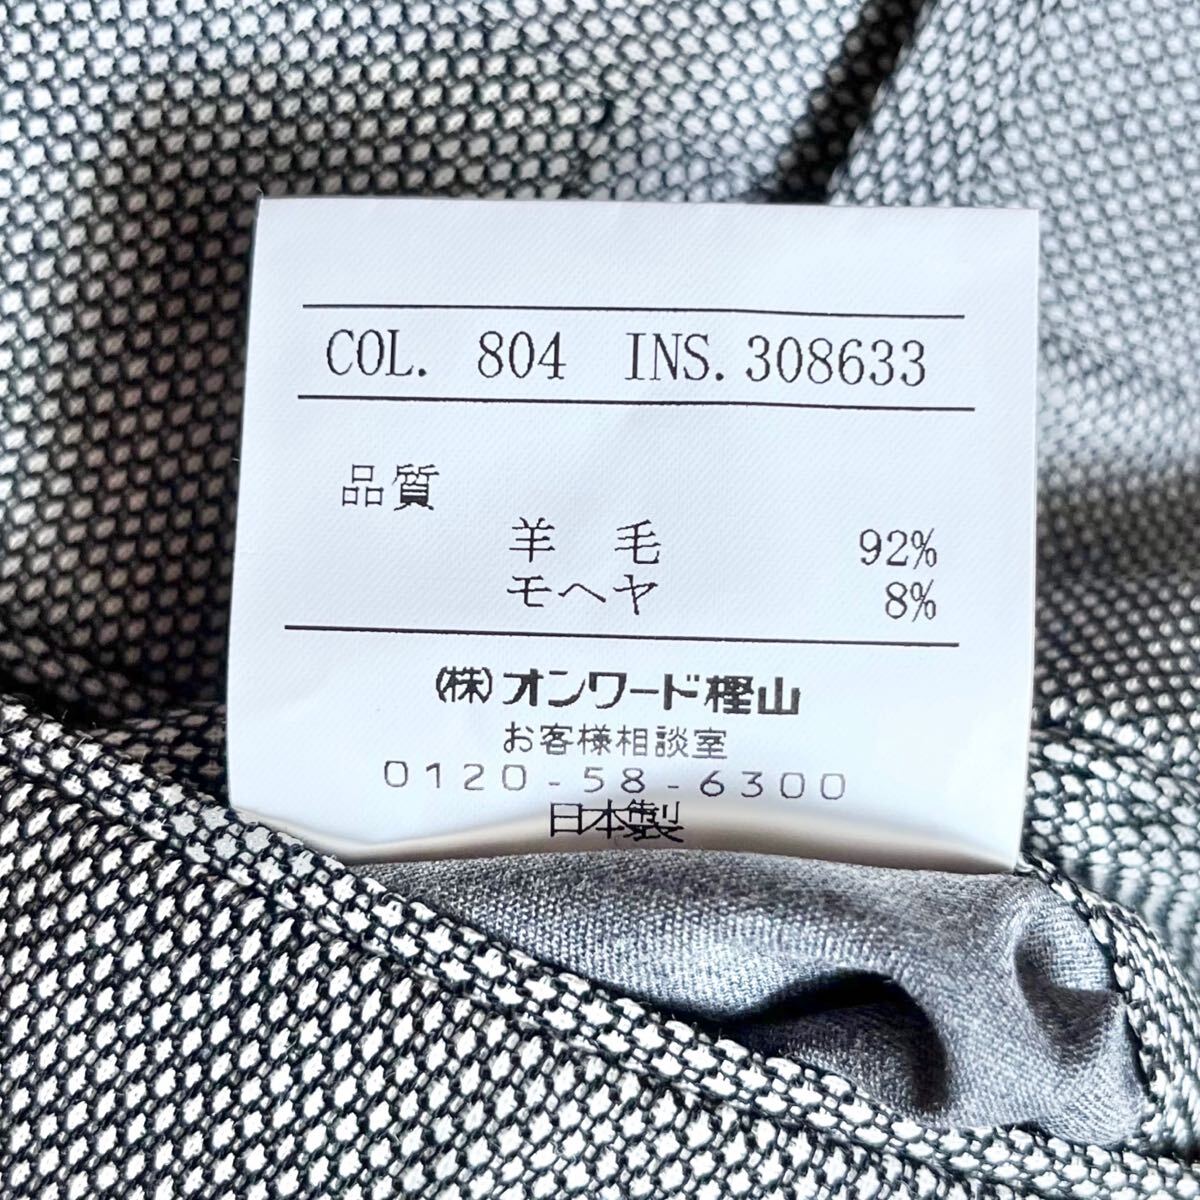 COL. 804 INS. 308633
品質
羊 毛 92%
モヘヤ 8%
(株)オンワード樫山
お客様相談室
0120-58-6300
日本製